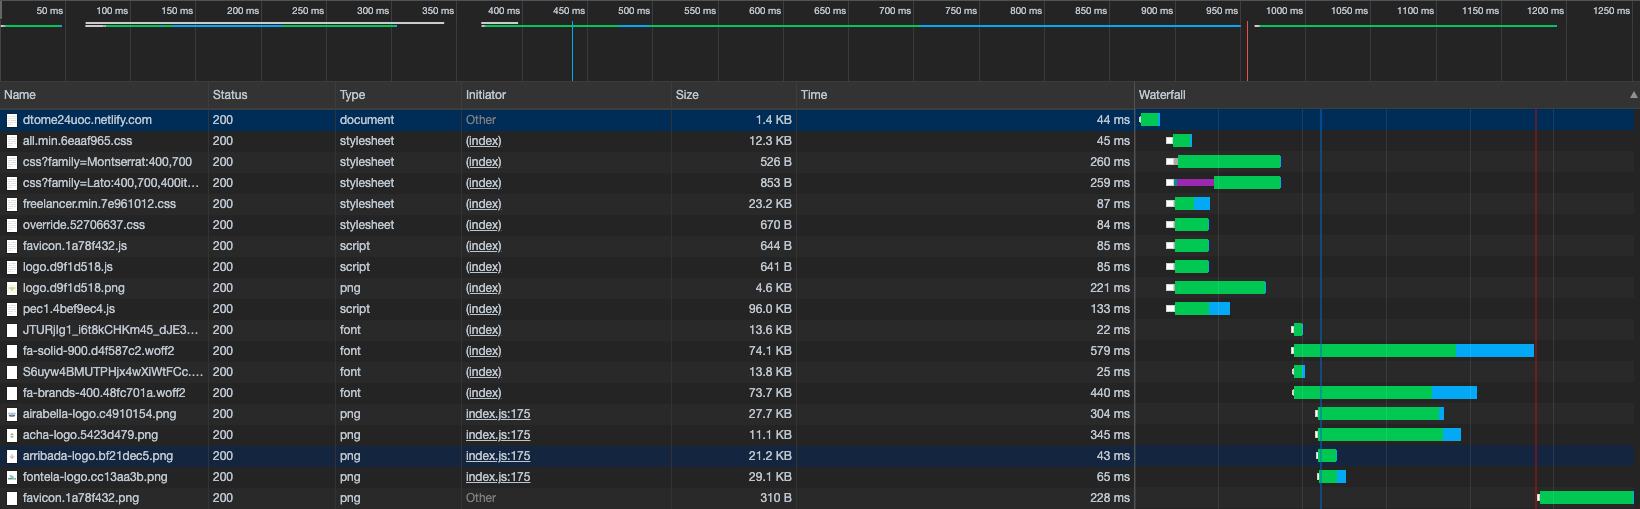 50 ms 100 ms 150 ms 200 ms 250 ms 300 ms 350 ms 400 ms 450 ms 500 ms 550 ms 600 ms 650 ms 700 ms 750 ms 800 ms 850 ms 900 ms 950 ms 1000 ms 1050 ms 1100 ms 1150 ms 1200 ms 1250 ms
Name Status Type Initiator Size Time Waterfall
dtome24uoc.netlify.com 200 document Other 1.4 KB 44 ms
all.min.6eaaf965.css 200 stylesheet (index) 12.3 KB 45 ms
css?family=Montserrat:400,700 200 stylesheet (index) 526 B 260 ms
css?family=Lato:400,700,400it... 200 stylesheet (index) 853 B 259 ms
freelancer.min.7e961012.css 200 stylesheet (index) 23.2 KB 87 ms
override.52706637.css 200 stylesheet (index) 670 B 84 ms
favicon.1a78f432.js 200 script (index) 644 B 85 ms
logo.d9f1d518.js 200 script (index) 641 B 85 ms
logo.d9f1d518.png 200 png (index) 4.6 KB 221 ms
pec1.4bef9ec4.js 200 script (index) 96.0 KB 133 ms
JTURjIg1_i6t8kCHKm45_dJE3... 200 font (index) 13.6 KB 22 ms
fa-solid-900.d4f587c2.woff2 200 font (index) 74.1 KB 579 ms
S6uyw4BMUTPHjx4wXiWtFCc.... 200 font (index) 13.8 KB 25 ms
fa-brands-400.48fc701a.woff2 200 font (index) 73.7 KB 440 ms
airabella-logo.c4910154.png 200 png index.js:175 27.7 KB 304 ms
acha-logo.5423d479.png 200 png index.js:175 11.1 KB 345 ms
arribada-logo.bf21dec5.png 200 png index.js:175 21.2 KB 43 ms
fontela-logo.cc13aa3b.png 200 png index.js:175 29.1 KB 65 ms
favicon.1a78f432.png 200 png Other 310 B 228 ms